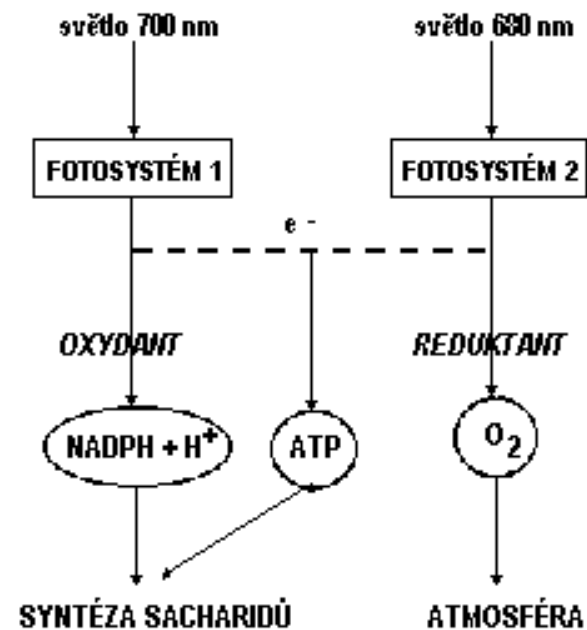 světlo 700 nm
světlo 680 nm
FOTOSYSTÉM 1
FOTOSYSTÉM 2
e -
OXYDANT
REDUKTANT
NADPH + H+
ATP
O2
SYNTÉZA SACHARIDŮ
ATMOSFÉRA